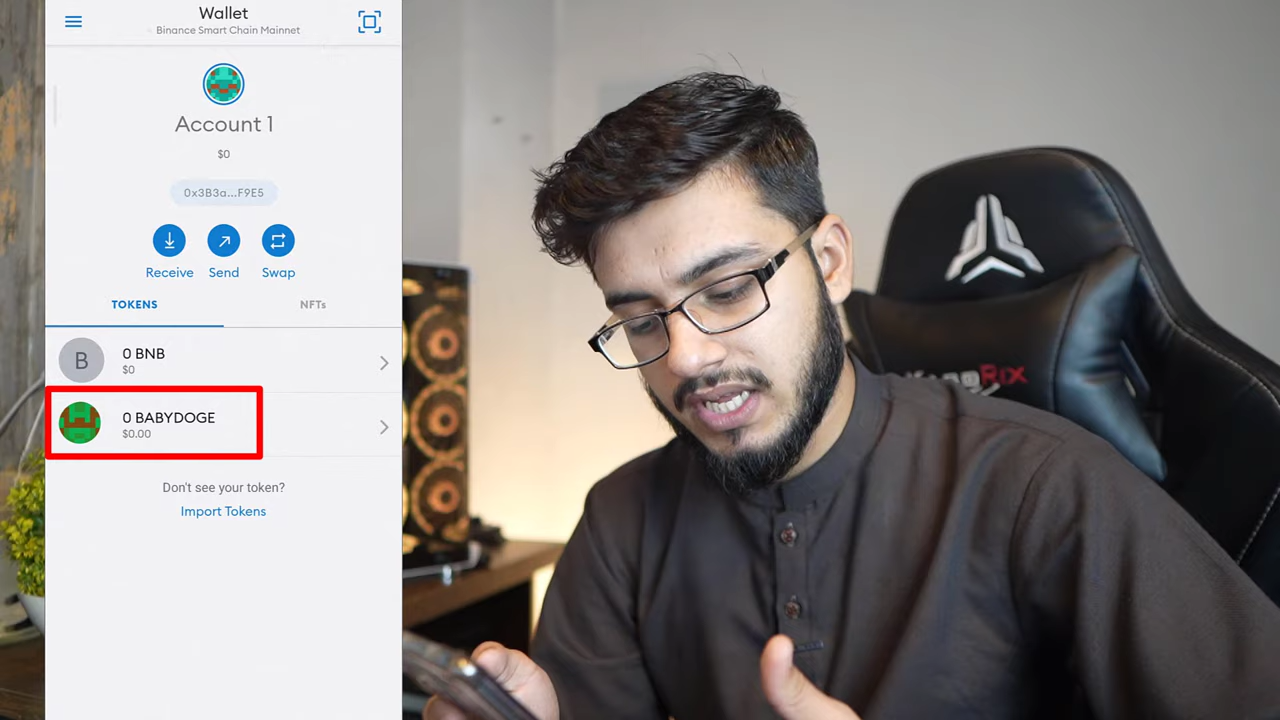 Wallet
Binance Smart Chain Mainnet
Account 1
$0
0x3B3a...F9E5
Receive Send Swap
TOKENS NFTs
B
0 BNB
$0
0 BABYDOGE
$0.00
Don't see your token?
Import Tokens